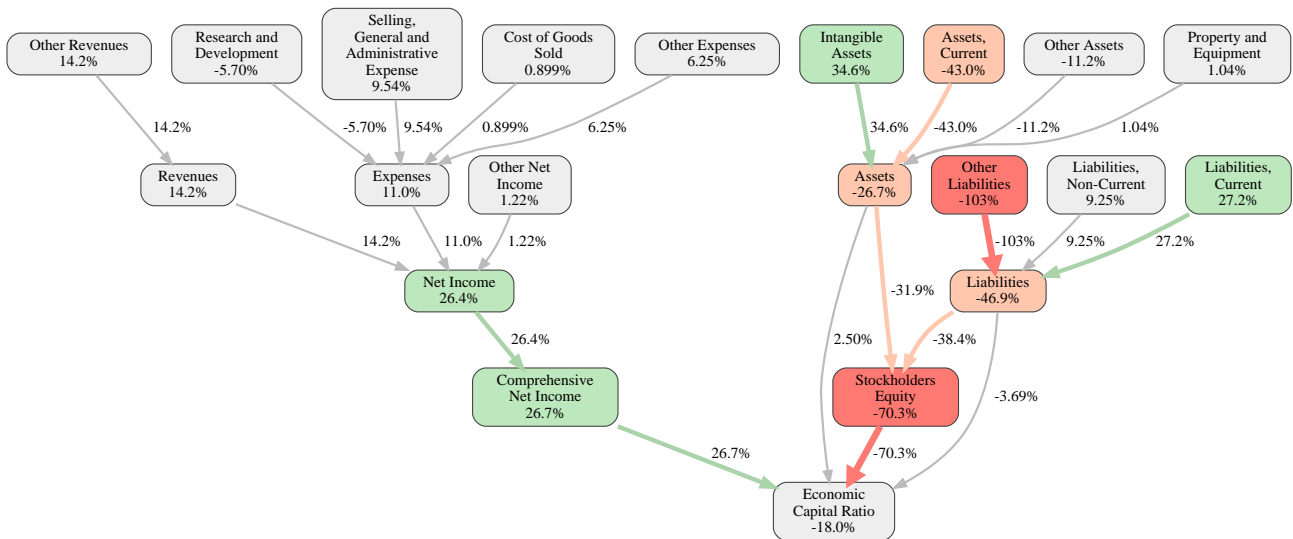 Other Revenues
14.2%
Research and
Development
-5.70%
Selling,
General and
Administrative
Expense
9.54%
Cost of Goods
Sold
0.899%
Other Expenses
6.25%
Intangible
Assets
34.6%
Assets,
Current
-43.0%
Other Assets
-11.2%
Property and
Equipment
1.04%
14.2%
-5.70%
9.54%
0.899%
6.25%
34.6%
-43.0%
-11.2%
1.04%
Revenues
14.2%
Expenses
11.0%
Other Net
Income
1.22%
Assets
-26.7%
Other
Liabilities
-103%
Liabilities,
Non-Current
9.25%
Liabilities,
Current
27.2%
14.2%
11.0%
1.22%
-103%
9.25%
27.2%
Net Income
26.4%
-31.9%
Liabilities
-46.9%
26.4%
2.50%
-38.4%
Comprehensive
Net Income
26.7%
Stockholders
Equity
-70.3%
-3.69%
26.7%
-70.3%
Economic
Capital Ratio
-18.0%